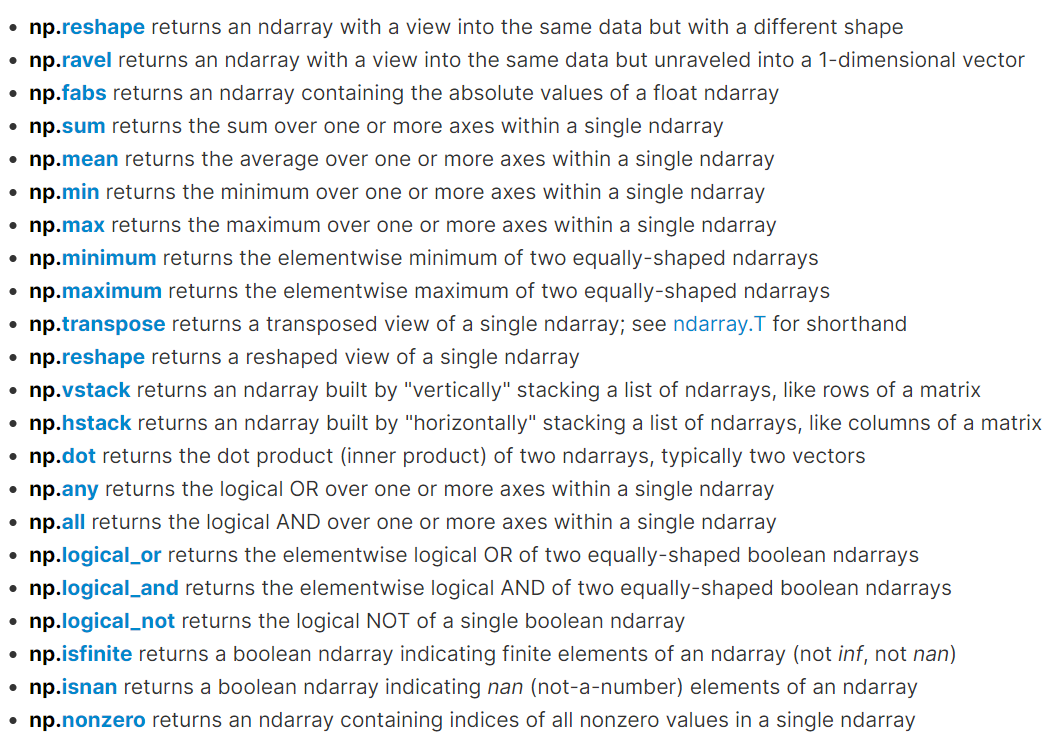 • np.reshape returns an ndarray with a view into the same data but with a different shape
• np.ravel returns an ndarray with a view into the same data but unraveled into a 1-dimensional vector
• np.fabs returns an ndarray containing the absolute values of a float ndarray
• np.sum returns the sum over one or more axes within a single ndarray
• np.mean returns the average over one or more axes within a single ndarray
• np.min returns the minimum over one or more axes within a single ndarray
• np.max returns the maximum over one or more axes within a single ndarray
• np.minimum returns the elementwise minimum of two equally-shaped ndarrays
• np.maximum returns the elementwise maximum of two equally-shaped ndarrays
• np.transpose returns a transposed view of a single ndarray; see ndarray.T for shorthand
• np.reshape returns a reshaped view of a single ndarray
• np.vstack returns an ndarray built by "vertically" stacking a list of ndarrays, like rows of a matrix
• np.hstack returns an ndarray built by "horizontally" stacking a list of ndarrays, like columns of a matrix
• np.dot returns the dot product (inner product) of two ndarrays, typically two vectors
• np.any returns the logical OR over one or more axes within a single ndarray
• np.all returns the logical AND over one or more axes within a single ndarray
• np.logical_or returns the elementwise logical OR of two equally-shaped boolean ndarrays
• np.logical_and returns the elementwise logical AND of two equally-shaped boolean ndarrays
• np.logical_not returns the logical NOT of a single boolean ndarray
• np.isfinite returns a boolean ndarray indicating finite elements of an ndarray (not inf, not nan)
• np.isnan returns a boolean ndarray indicating nan (not-a-number) elements of an ndarray
• np.nonzero returns an ndarray containing indices of all nonzero values in a single ndarray